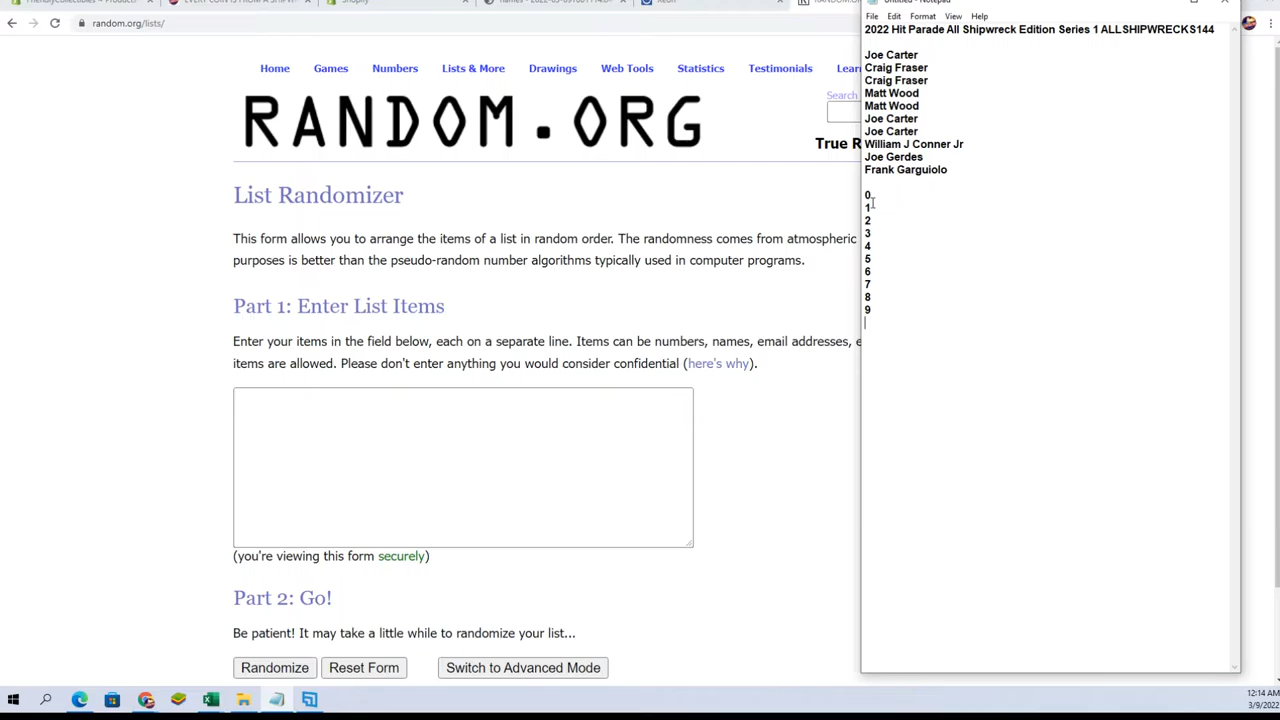 random.org/lists/
Home Games Numbers Lists & More Drawings Web Tools Statistics Testimonials
Search
RANDOM.ORG
List Randomizer
This form allows you to arrange the items of a list in random order. The randomness comes from atmospheric
purposes is better than the pseudo-random number algorithms typically used in computer programs.
Part 1: Enter List Items
Enter your items in the field below, each on a separate line. Items can be numbers, names, email addresses,
items are allowed. Please don't enter anything you would consider confidential (here's why).
(you're viewing this form securely)
Part 2: Go!
Be patient! It may take a little while to randomize your list...
Randomize Reset Form Switch to Advanced Mode
File Edit Format View Help
2022 Hit Parade All Shipwreck Edition Series 1 ALLSHIPWRECKS144
Joe Carter
Craig Fraser
Craig Fraser
Matt Wood
Matt Wood
Joe Carter
Joe Carter
William J Conner Jr
Joe Gerdes
Frank Garguiolo
0
1
2
3
4
5
6
7
8
9
12:14 AM
3/9/2022